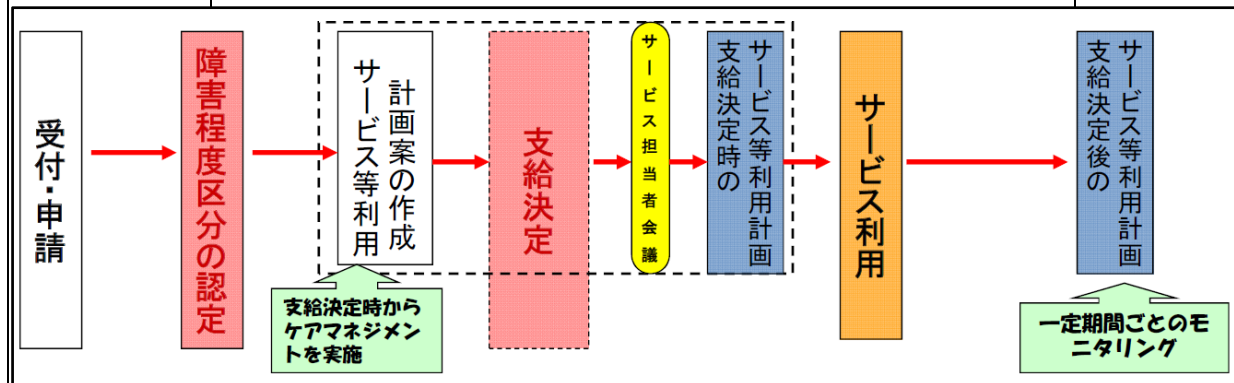 受付・申請
障害程度区分の認定
サービス等利用
計画案の作成
支給決定時から
ケアマネジメン
トを実施
支給決定
サービス担当者会議
支給決定時の
サービス等利用計画
サービス利用
支給決定後の
サービス等利用計画
一定期間ごとのモ
ニタリング